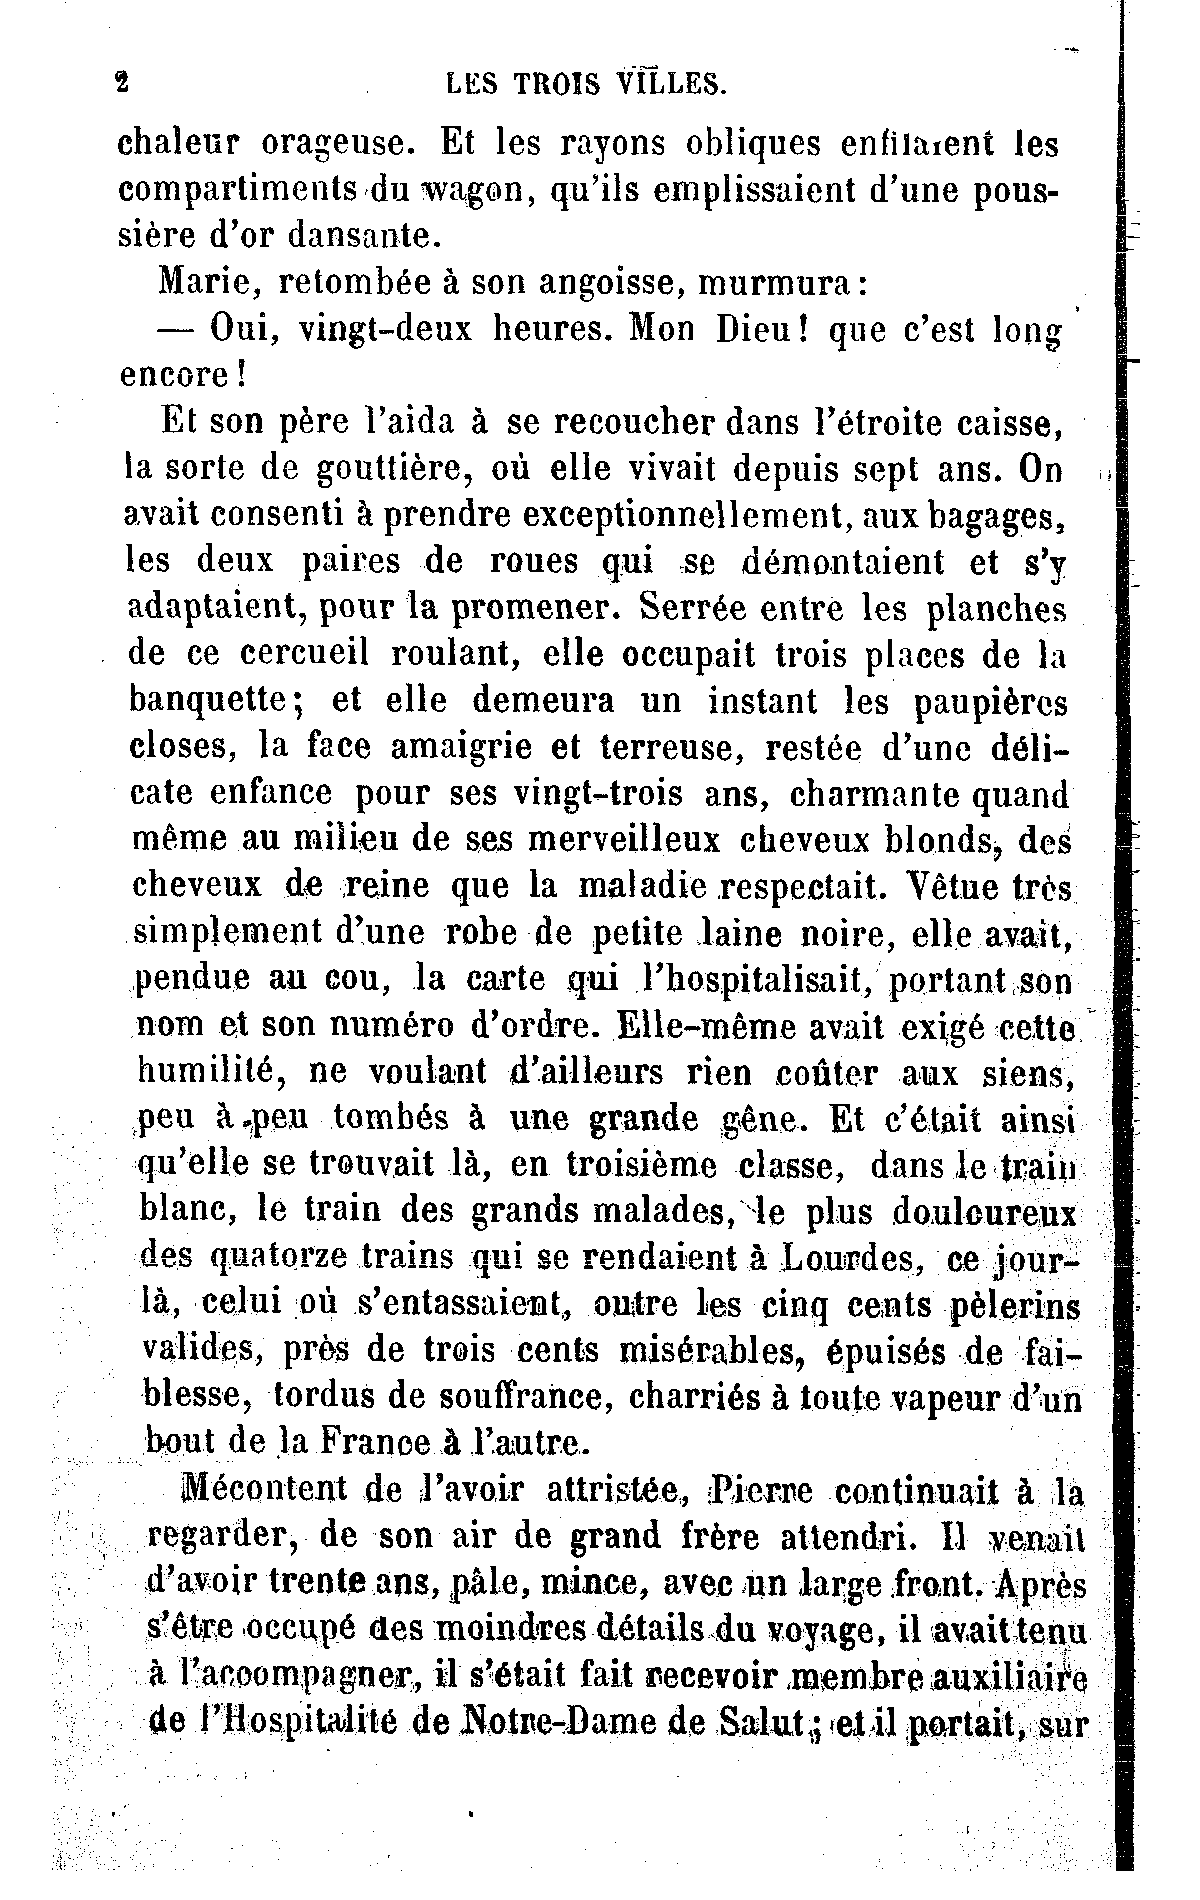 2 LES TROIS VILLES.
chaleur orageuse. Et les rayons obliques enfilaient les
compartiments du wagon, qu'ils emplissaient d'une pous-
sière d'or dansante.
Marie, retombée à son angoisse, murmura :
— Oui, vingt-deux heures. Mon Dieu ! que c'est long
encore !
Et son père l'aida à se recoucher dans l'étroite caisse,
la sorte de gouttière, où elle vivait depuis sept ans. On
avait consenti à prendre exceptionnellement, aux bagages,
les deux paires de roues qui se démontaient et s'y
adaptaient, pour la promener. Serrée entre les planches
de ce cercueil roulant, elle occupait trois places de la
banquette ; et elle demeura un instant les paupières
closes, la face amaigrie et terreuse, restée d'une déli-
cate enfance pour ses vingt-trois ans, charmante quand
même au milieu de ses merveilleux cheveux blonds, des
cheveux de reine que la maladie respectait. Vêtue très
simplement d'une robe de petite laine noire, elle avait,
pendue au cou, la carte qui l'hospitalisait, portant son
nom et son numéro d'ordre. Elle-même avait exigé cette
humilité, ne voulant d'ailleurs rien coûter aux siens,
peu à peu tombés à une grande gêne. Et c'était ainsi
qu'elle se trouvait là, en troisième classe, dans le train
blanc, le train des grands malades, le plus douloureux
des quatorze trains qui se rendaient à Lourdes, ce jour-
là, celui où s'entassaient, outre les cinq cents pèlerins
valides, près de trois cents misérables, épuisés de fai-
blesse, tordus de souffrance, charriés à toute vapeur d'un
bout de la France à l'autre.
Mécontent de l'avoir attristée, Pierre continuait à la
regarder, de son air de grand frère attendri. Il venait
d'avoir trente ans, pâle, mince, avec un large front. Après
s'être occupé des moindres détails du voyage, il avait tenu
à l'accompagner, il s'était fait recevoir membre auxiliaire
de l'Hospitalité de Notre-Dame de Salut ; et il portait, sur